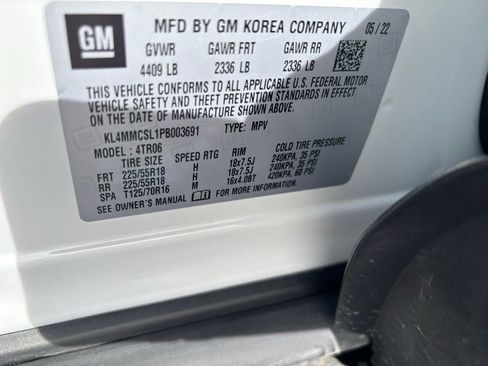 GM
MFD BY GM KOREA COMPANY 05/22
GVWR GAWR FRT GAWR RR
4409 LB 2336 LB 2336 LB
THIS VEHICLE CONFORMS TO ALL APPLICABLE U.S. FEDERAL MOTOR
VEHICLE SAFETY AND THEFT PREVENTION STANDARDS IN EFFECT
ON THE DATE OF MANUFACTURE SHOWN ABOVE.
KL4MMCSL1PB003691 TYPE: MPV
MODEL: 4TR06
TIRE SIZE SPEED RTG RIM COLD TIRE PRESSURE
FRT 225/55R18 H 18x7.5J 240KPA, 35 PSI
RR 225/55R18 H 18x7.5J 240KPA, 35 PSI
SPA T125/70R16 M 16x4.0BT 420KPA, 60 PSI
SEE OWNER'S MANUAL